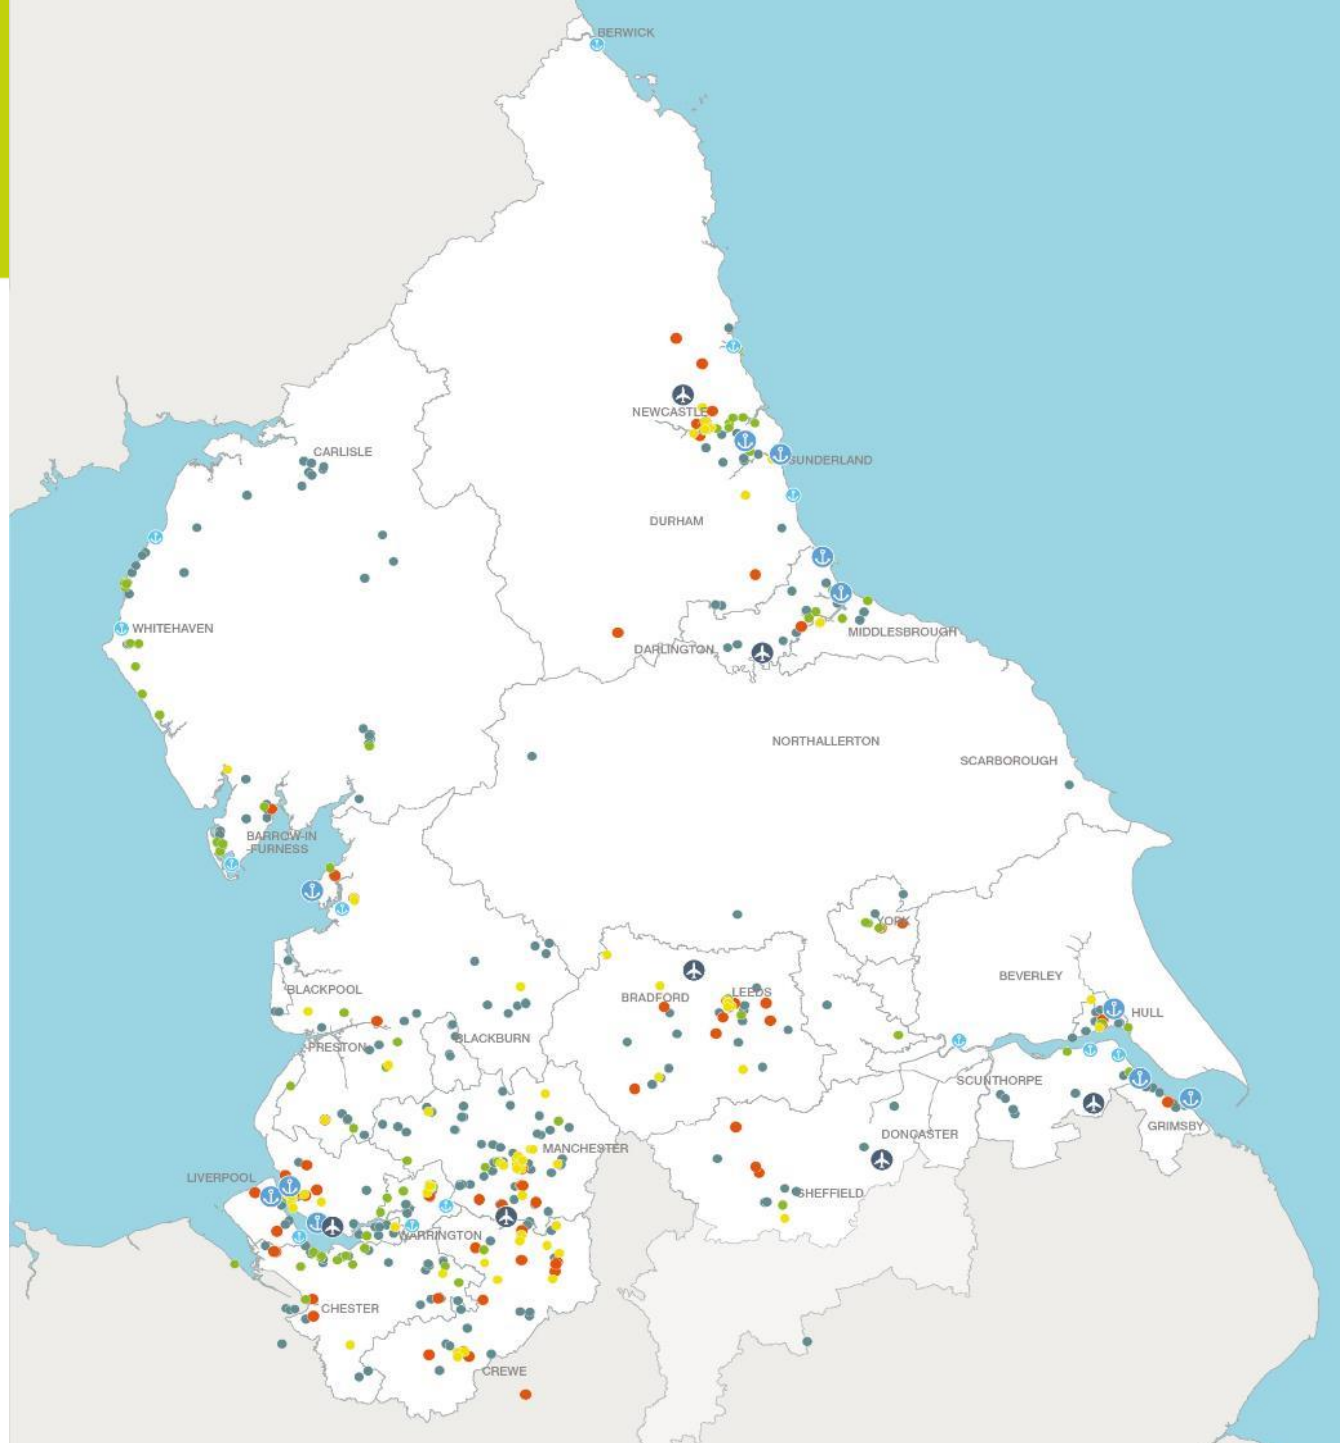 BERWICK
NEWCASTLE
CARLISLE
SUNDERLAND
DURHAM
WHITEHAVEN
MIDDLESBROUGH
DARLINGTON
NORTHALLERTON
SCARBOROUGH
BARROW-IN
-FURNESS
YORK
BEVERLEY
BLACKPOOL
BRADFORD
LEEDS
HULL
BLACKBURN
PRESTON
SCUNTHORPE
GRIMSBY
DONCASTER
MANCHESTER
LIVERPOOL
SHEFFIELD
WARRINGTON
CHESTER
CREWE